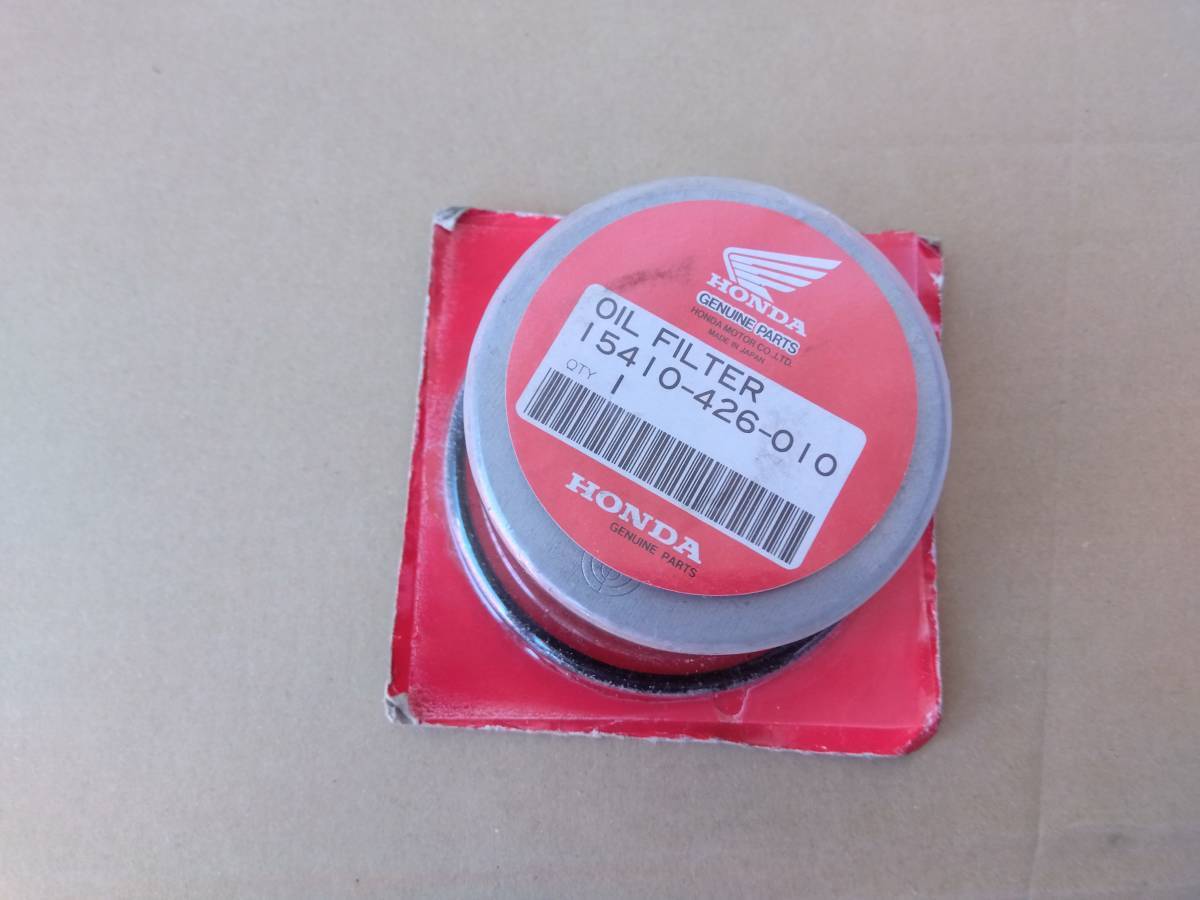 HONDA
GENUINE PARTS
HONDA MOTOR CO.,LTD.
MADE IN JAPAN
OIL FILTER
15410-426-010
QTY 1
HONDA
GENUINE PARTS